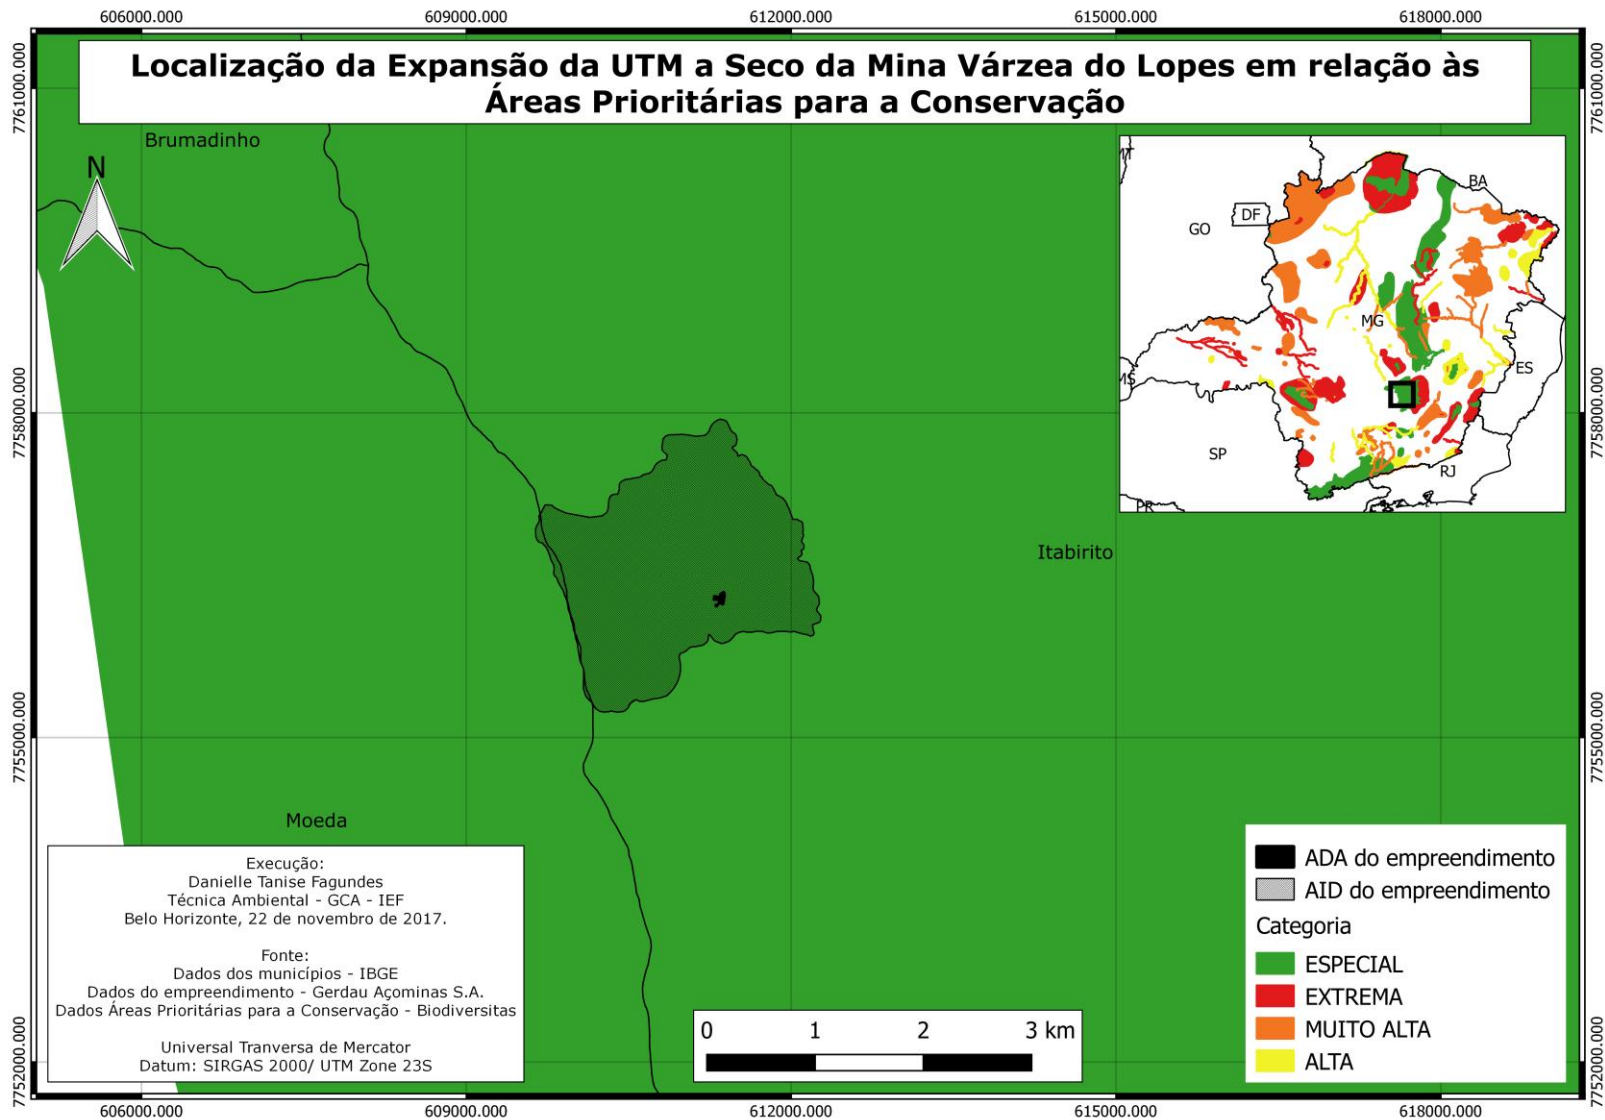 606000.000 609000.000 612000.000 615000.000 618000.000
Localização da Expansão da UTM a Seco da Mina Várzea do Lopes em relação às
Áreas Prioritárias para a Conservação
7761000.000
7761000.000
Brumadinho
N
MT
BA
DF
GO
MG
ES
MS
SP
RJ
PR
7758000.000
7758000.000
Itabirito
7755000.000
7755000.000
Moeda
Execução:
Danielle Tanise Fagundes
Técnica Ambiental - GCA - IEF
Belo Horizonte, 22 de novembro de 2017.
Fonte:
Dados dos municípios - IBGE
Dados do empreendimento - Gerdau Açominas S.A.
Dados Áreas Prioritárias para a Conservação - Biodiversitas
Universal Tranversa de Mercator
Datum: SIRGAS 2000/ UTM Zone 23S
0 1 2 3 km
ADA do empreendimento
AID do empreendimento
Categoria
ESPECIAL
EXTREMA
MUITO ALTA
ALTA
7752000.000
7752000.000
606000.000 609000.000 612000.000 615000.000 618000.000